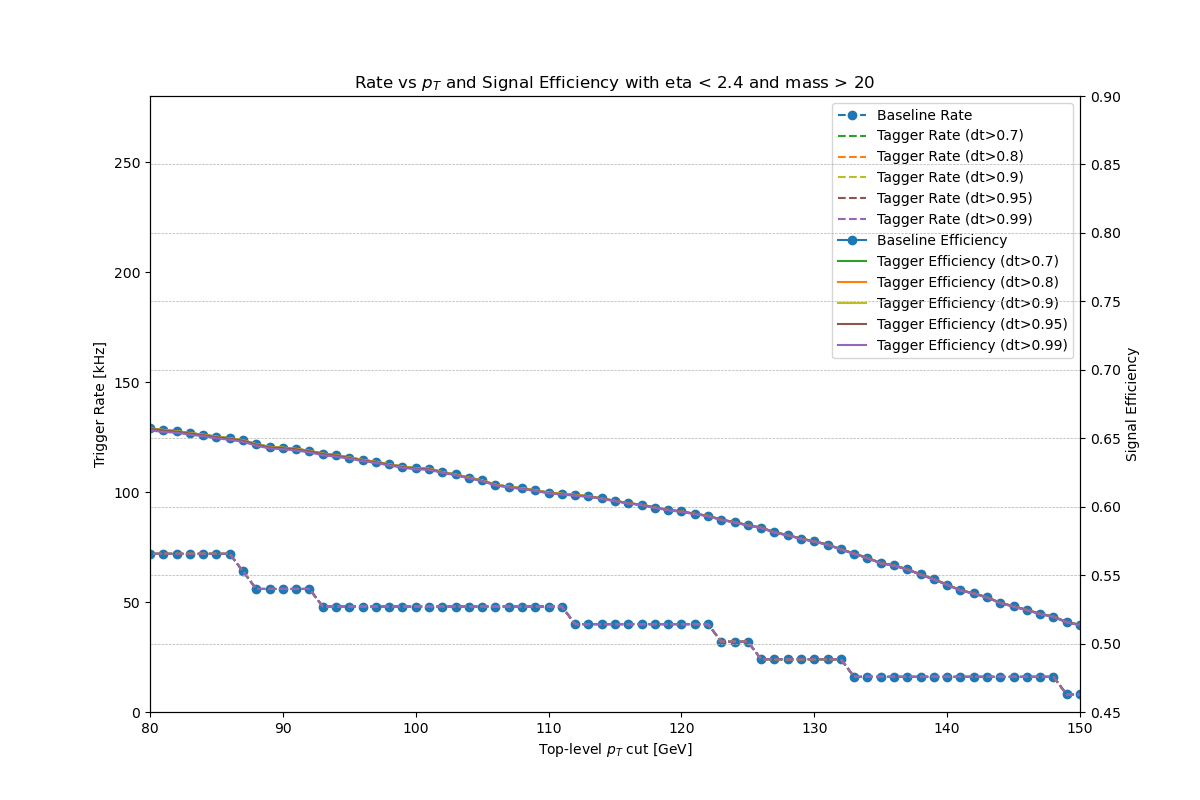 Rate vs pT and Signal Efficiency with eta < 2.4 and mass > 20
Baseline Rate
Tagger Rate (dt>0.7)
Tagger Rate (dt>0.8)
Tagger Rate (dt>0.9)
Tagger Rate (dt>0.95)
Tagger Rate (dt>0.99)
Baseline Efficiency
Tagger Efficiency (dt>0.7)
Tagger Efficiency (dt>0.8)
Tagger Efficiency (dt>0.9)
Tagger Efficiency (dt>0.95)
Tagger Efficiency (dt>0.99)
Trigger Rate [kHz]
250
200
150
100
50
0
0.90
0.85
0.80
0.75
0.70
0.65
0.60
0.55
0.50
0.45
Signal Efficiency
80 90 100 110 120 130 140 150
Top-level pT cut [GeV]